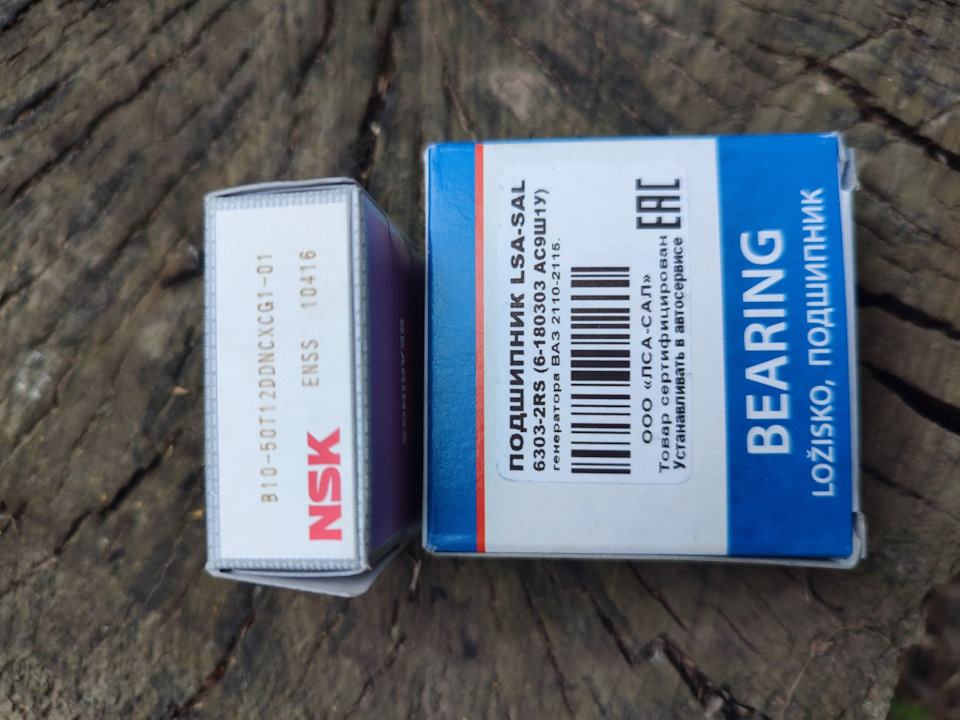 B10-50T12DDNCXCG1-01
ENSS 10416
NSK
BEARINGS
ПОДШИПНИК LSA-SAL
6303-2RS (6-180303 АС9Ш1У)
генератора ВАЗ 2110-2115.
ООО «ЛСА-САЛ»
Товар сертифицирован
Устанавливать в автосервисе
EAC
BEARING
LOŽISKO, ПОДШИПНИК